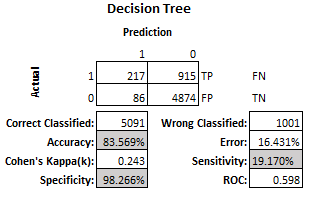 Decision Tree
Prediction
1 0
Actual
1 217 915 TP FN
0 86 4874 FP TN
Correct Classified: 5091 Wrong Classified: 1001
Accuracy: 83.569% Error: 16.431%
Cohen's Kappa(k): 0.243 Sensitivity: 19.170%
Specificity: 98.266% ROC: 0.598